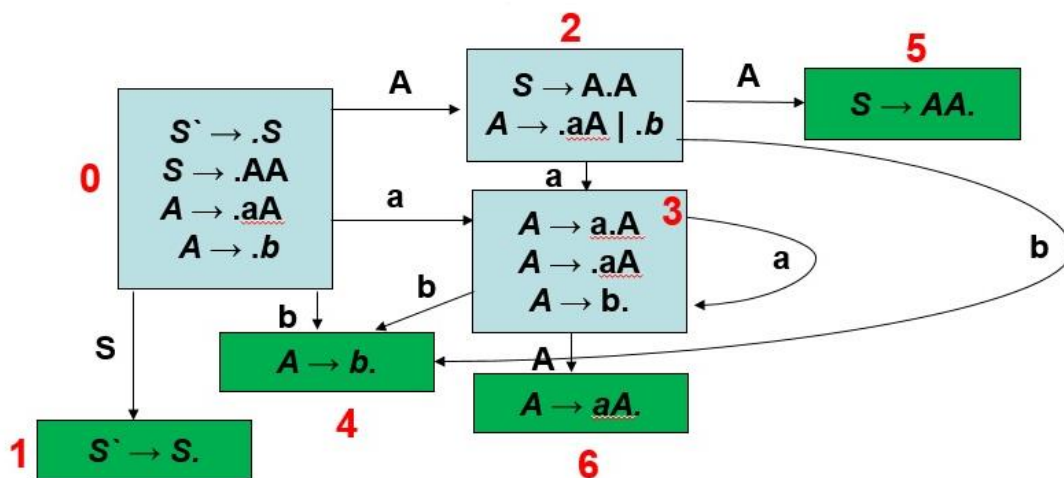 2
5
A
A
S → A.A
A → .aA | .b
S → AA.
0
S` → .S
S → .AA
A → .aA
A → .b
a
a
3
A → a.A
A → .aA
A → b.
a
b
b
b
S
A → b.
A
4
A → aA.
1
S` → S.
6